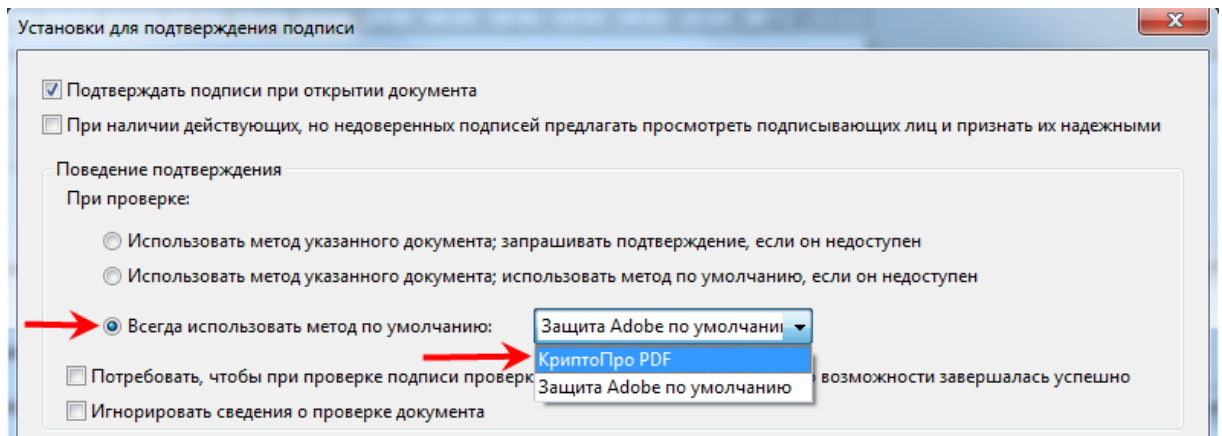 Установки для подтверждения подписи
Подтверждать подписи при открытии документа
При наличии действующих, но недоверенных подписей предлагать просмотреть подписывающих лиц и признать их надежными
Поведение подтверждения
При проверке:
Использовать метод указанного документа; запрашивать подтверждение, если он недоступен
Использовать метод указанного документа; использовать метод по умолчанию, если он недоступен
Всегда использовать метод по умолчанию: Защита Adobe по умолчани
КриптоПро PDF
Потребовать, чтобы при проверке подписи проверк возможности завершалась успешно
Защита Adobe по умолчанию
Игнорировать сведения о проверке документа